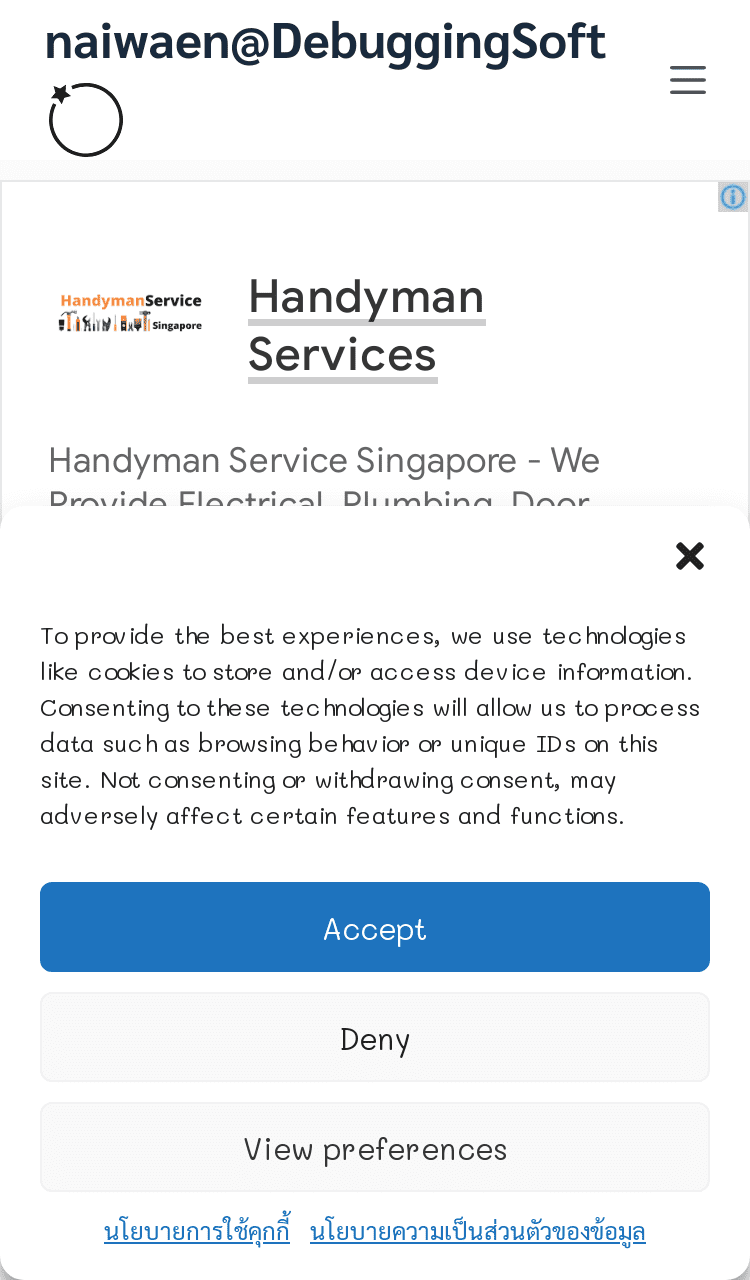 naiwaen@DebuggingSoft
HandymanService
Singapore
Handyman
Services
Handyman Service Singapore - We
Provide Electrical, Plumbing, Door
To provide the best experiences, we use technologies
like cookies to store and/or access device information.
Consenting to these technologies will allow us to process
data such as browsing behavior or unique IDs on this
site. Not consenting or withdrawing consent, may
adversely affect certain features and functions.
Accept
Deny
View preferences
นโยบายการใช้คุกกี้ นโยบายความเป็นส่วนตัวของข้อมูล